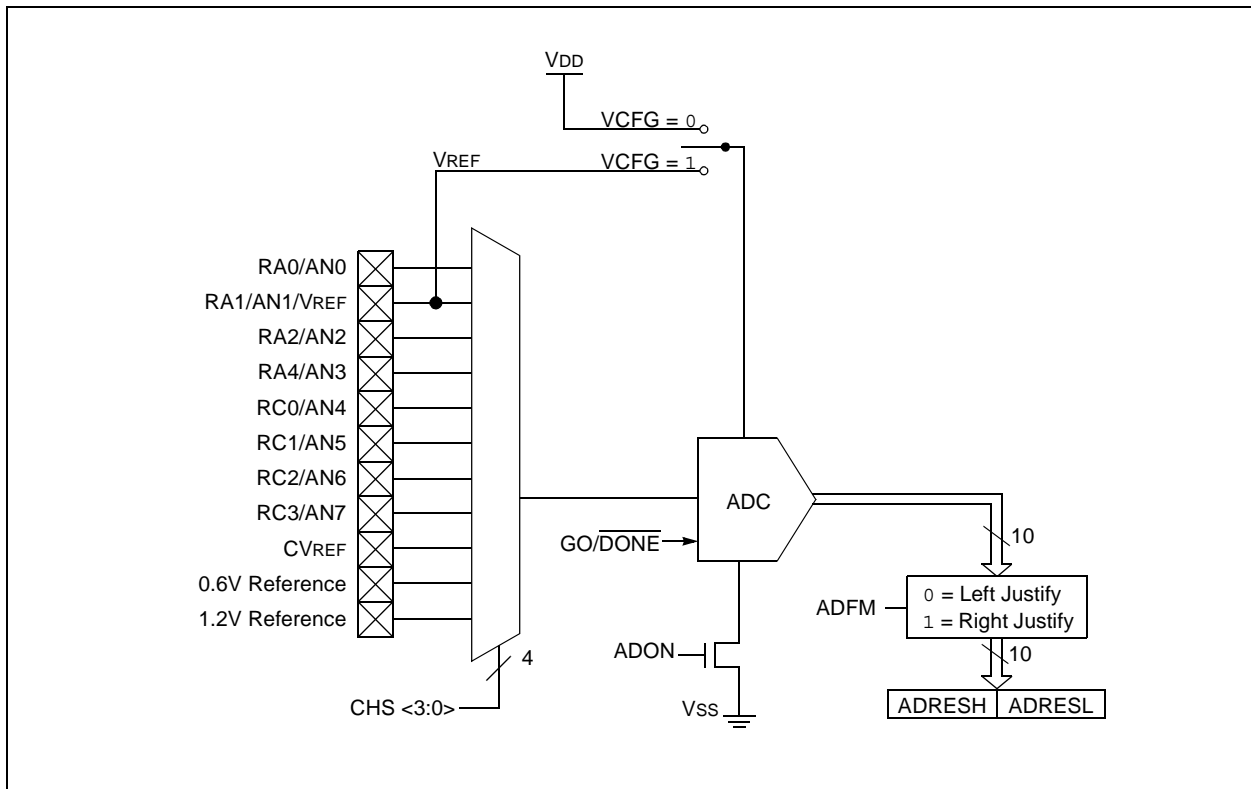 VDD
VCFG = 0
VREF
VCFG = 1
RA0/AN0
RA1/AN1/VREF
RA2/AN2
RA4/AN3
RC0/AN4
RC1/AN5
RC2/AN6
RC3/AN7
CVREF
0.6V Reference
1.2V Reference
CHS <3:0>
4
ADC
GO/DONE
ADON
VSS
10
ADFM
0 = Left Justify
1 = Right Justify
10
ADRESH ADRESL